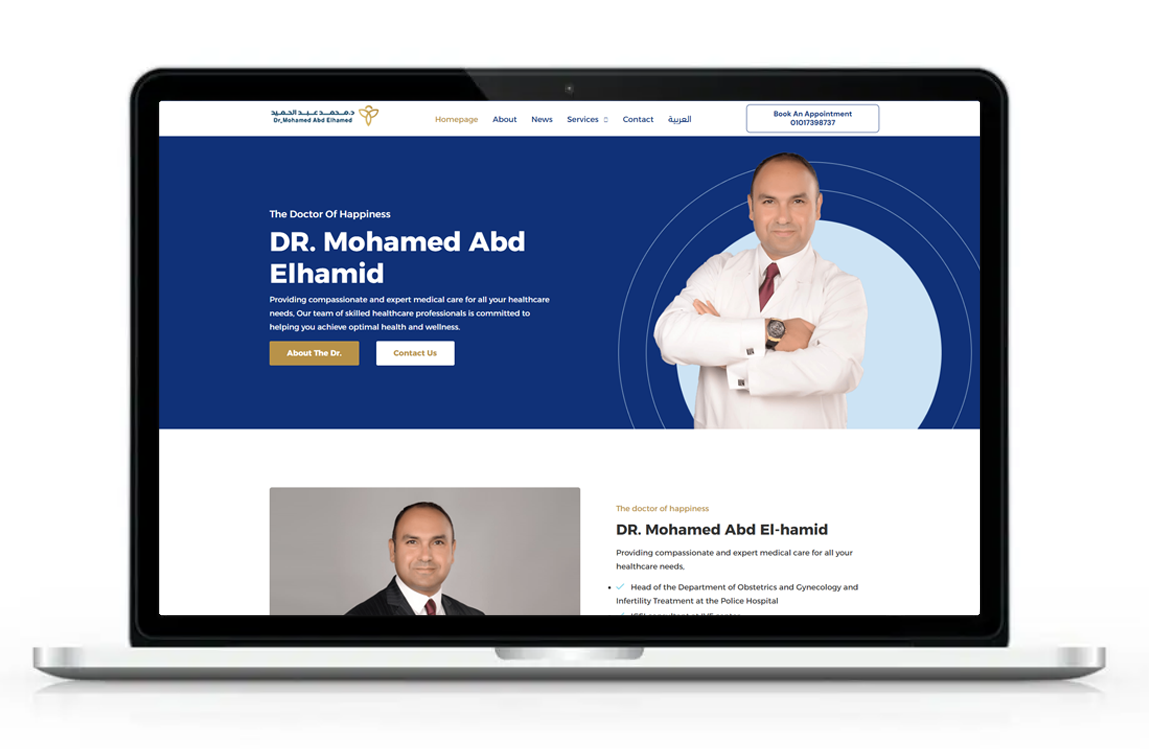 د.محمد عبد الحميد
Dr,Mohamed Abd Elhamed
Homepage About News Services Contact العربية
Book An Appointment
01017398737
The Doctor Of Happiness
DR. Mohamed Abd
Elhamid
Providing compassionate and expert medical care for all your healthcare
needs, Our team of skilled healthcare professionals is committed to
helping you achieve optimal health and wellness.
About The Dr. Contact Us
The doctor of happiness
DR. Mohamed Abd El-hamid
Providing compassionate and expert medical care for all your
healthcare needs,
Head of the Department of Obstetrics and Gynecology and
Infertility Treatment at the Police Hospital